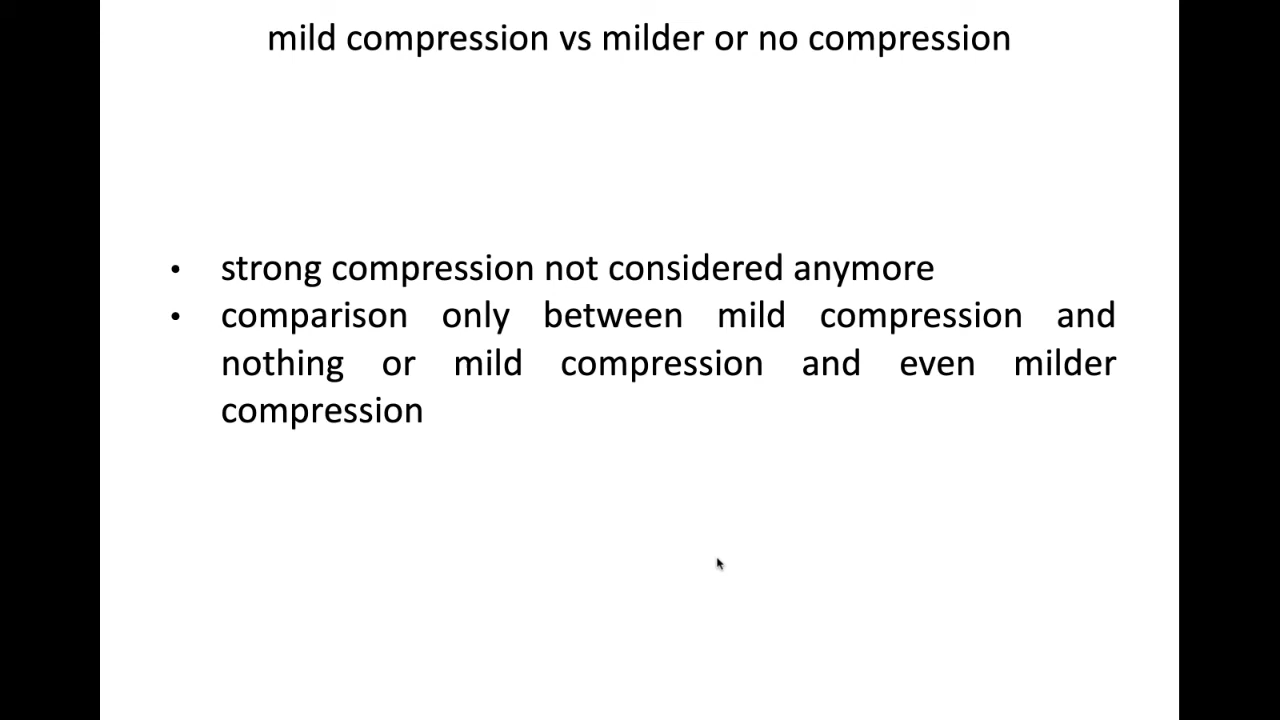 mild compression vs milder or no compression
• strong compression not considered anymore
• comparison only between mild compression and
nothing or mild compression and even milder
compression